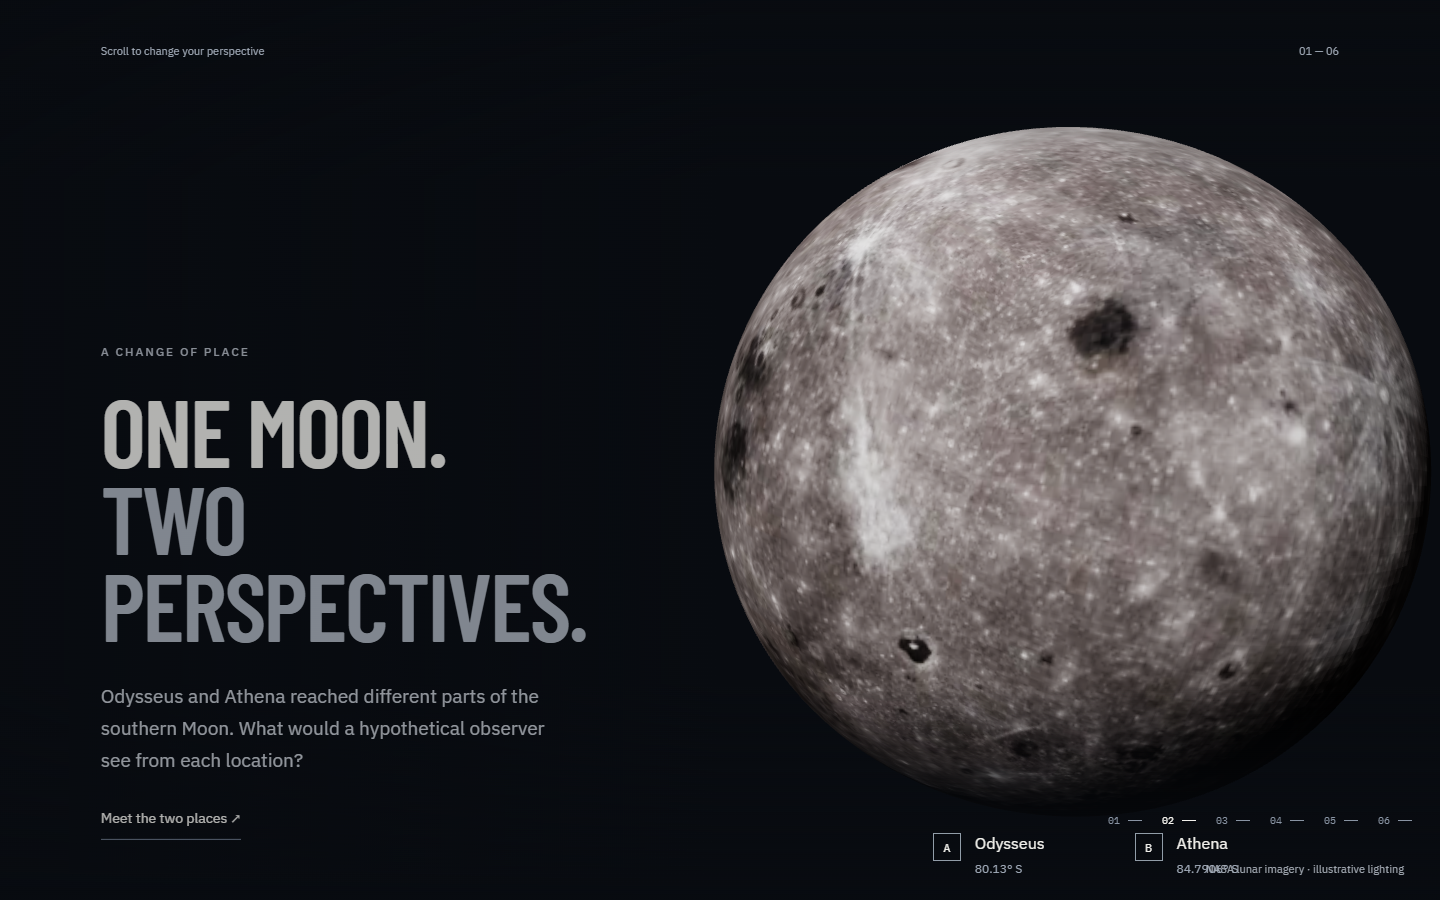 Scroll to change your perspective
01 — 06
A CHANGE OF PLACE
ONE MOON.
TWO
PERSPECTIVES.
Odysseus and Athena reached different parts of the
southern Moon. What would a hypothetical observer
see from each location?
Meet the two places ↗
01 — 02 — 03 — 04 — 05 — 06 —
A Odysseus
80.13° S
B Athena
lunar imagery · illustrative lighting